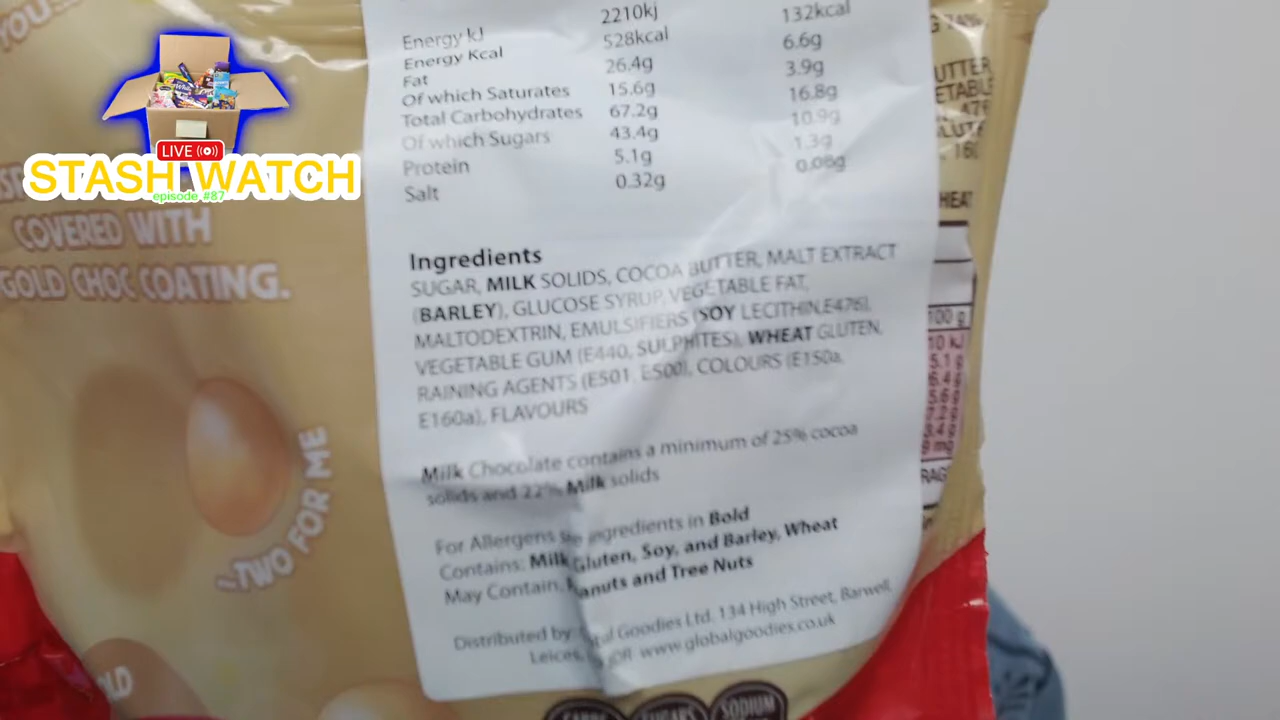 YOU...
LIVE
STASH WATCH
episode #87
COVERED WITH
GOLD CHOC COATING.
TWO FOR ME
2210kj 132kcal
Energy kJ 528kcal 6.6g
Energy Kcal 26.4g 3.9g
Fat 15.6g 16.8g
Of which Saturates 67.2g 10.9g
Total Carbohydrates 43.4g 1.3g
Of which Sugars 5.1g 0.08g
Protein 0.32g
Salt
Ingredients
SUGAR, MILK SOLIDS, COCOA BUTTER, MALT EXTRACT
(BARLEY), GLUCOSE SYRUP, VEGETABLE FAT,
MALTODEXTRIN, EMULSIFIERS (SOY LECITHIN,E476),
VEGETABLE GUM (E440, SULPHITES), WHEAT GLUTEN,
RAINING AGENTS (E501, E500), COLOURS (E150a,
E160a), FLAVOURS
Milk Chocolate contains a minimum of 25% cocoa
solids and 22% Milk solids
For Allergens ingredients in Bold
Contains: Milk Gluten, Soy, and Barley, Wheat
May Contain, anuts and Tree Nuts
Distributed by: Goodies Ltd. 134 High Street, Barwell,
www.globalgoodies.co.uk
HEAT
100 g
SUGARS
SODIUM